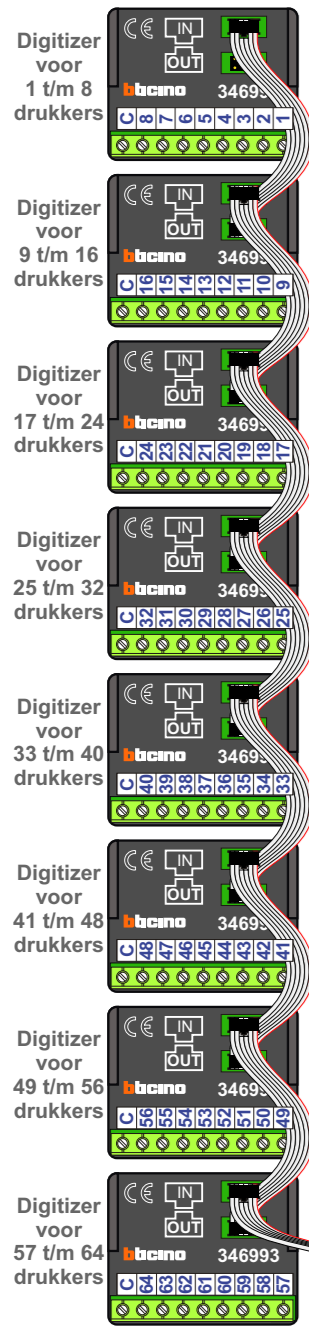 Digitizer
voor
1 t/m 8
drukkers
CE IN
OUT
bticino 34699
C 8 7 6 5 4 3 2 1
Digitizer
voor
9 t/m 16
drukkers
CE IN
OUT
bticino 34699
C 16 15 14 13 12 11 10 9
Digitizer
voor
17 t/m 24
drukkers
CE IN
OUT
bticino 34699
C 24 23 22 21 20 19 18 17
Digitizer
voor
25 t/m 32
drukkers
CE IN
OUT
bticino 34699
C 32 31 30 29 28 27 26 25
Digitizer
voor
33 t/m 40
drukkers
CE IN
OUT
bticino 34699
C 40 39 38 37 36 35 34 33
Digitizer
voor
41 t/m 48
drukkers
CE IN
OUT
bticino 34699
C 48 47 46 45 44 43 42 41
Digitizer
voor
49 t/m 56
drukkers
CE IN
OUT
bticino 34699
C 56 55 54 53 52 51 50 49
Digitizer
voor
57 t/m 64
drukkers
CE IN
OUT
bticino 346993
C 64 63 62 61 60 59 58 57